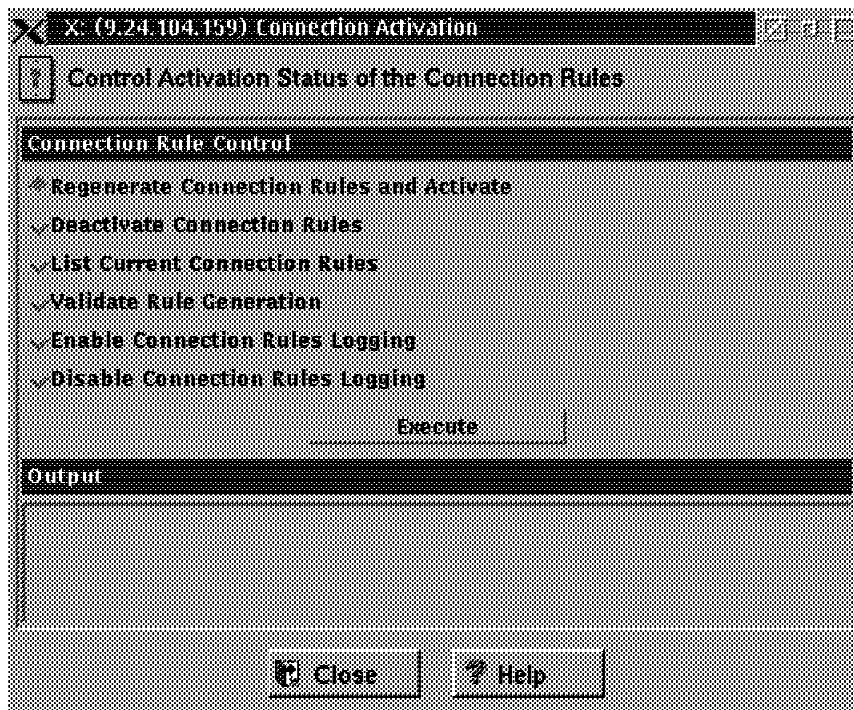 X: (9.24.104.159) Connection Activation
? Control Activation Status of the Connection Rules
Connection Rule Control
Regenerate Connection Rules and Activate
Deactivate Connection Rules
List Current Connection Rules
Validate Rule Generation
Enable Connection Rules Logging
Disable Connection Rules Logging
Execute
Output
Close
? Help